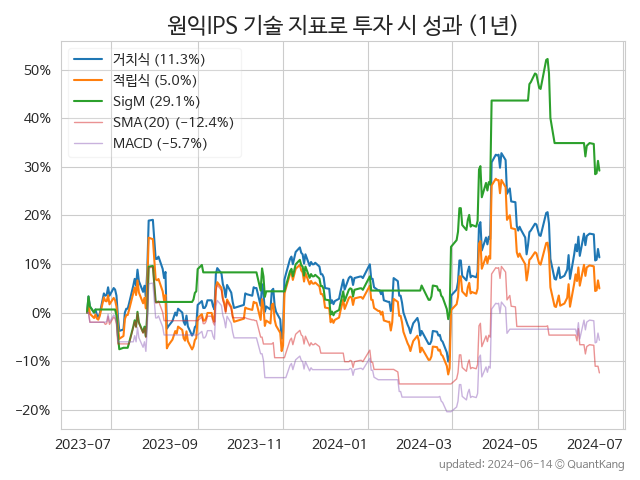 원익IPS 기술 지표로 투자 시 성과 (1년)
거치식 (11.3%)
적립식 (5.0%)
SigM (29.1%)
SMA(20) (−12.4%)
MACD (−5.7%)
50%
40%
30%
20%
10%
0%
−10%
−20%
2023-07
2023-09
2023-11
2024-01
2024-03
2024-05
2024-07
updated: 2024-06-14 © QuantKang